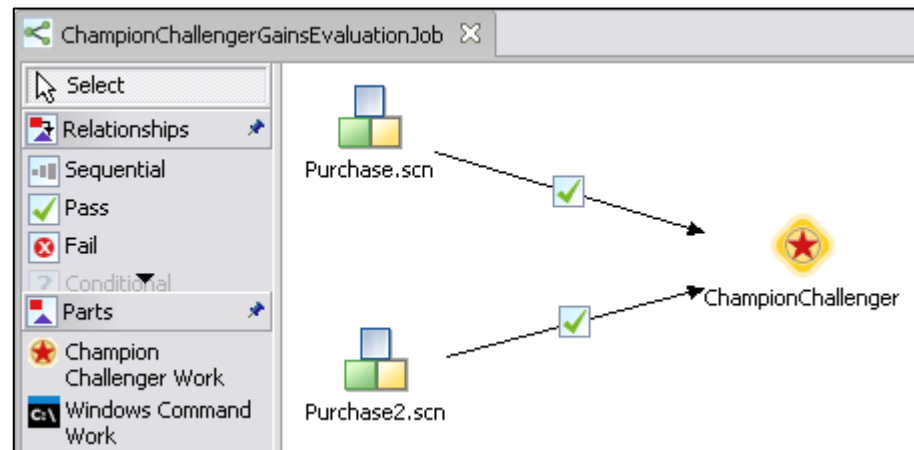 ChampionChallengerGainsEvaluationJob
Select
Relationships
Sequential
Pass
Fail
Conditional
Parts
Champion
Challenger Work
C:\
Windows Command
Work
Purchase.scn
ChampionChallenger
Purchase2.scn